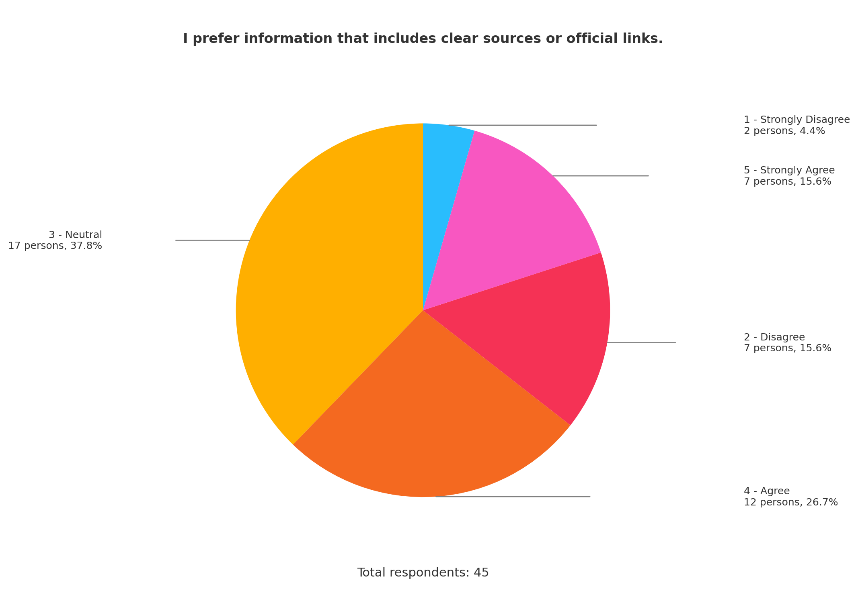 I prefer information that includes clear sources or official links.
1 - Strongly Disagree
2 persons, 4.4%
5 - Strongly Agree
7 persons, 15.6%
3 - Neutral
17 persons, 37.8%
2 - Disagree
7 persons, 15.6%
4 - Agree
12 persons, 26.7%
Total respondents: 45